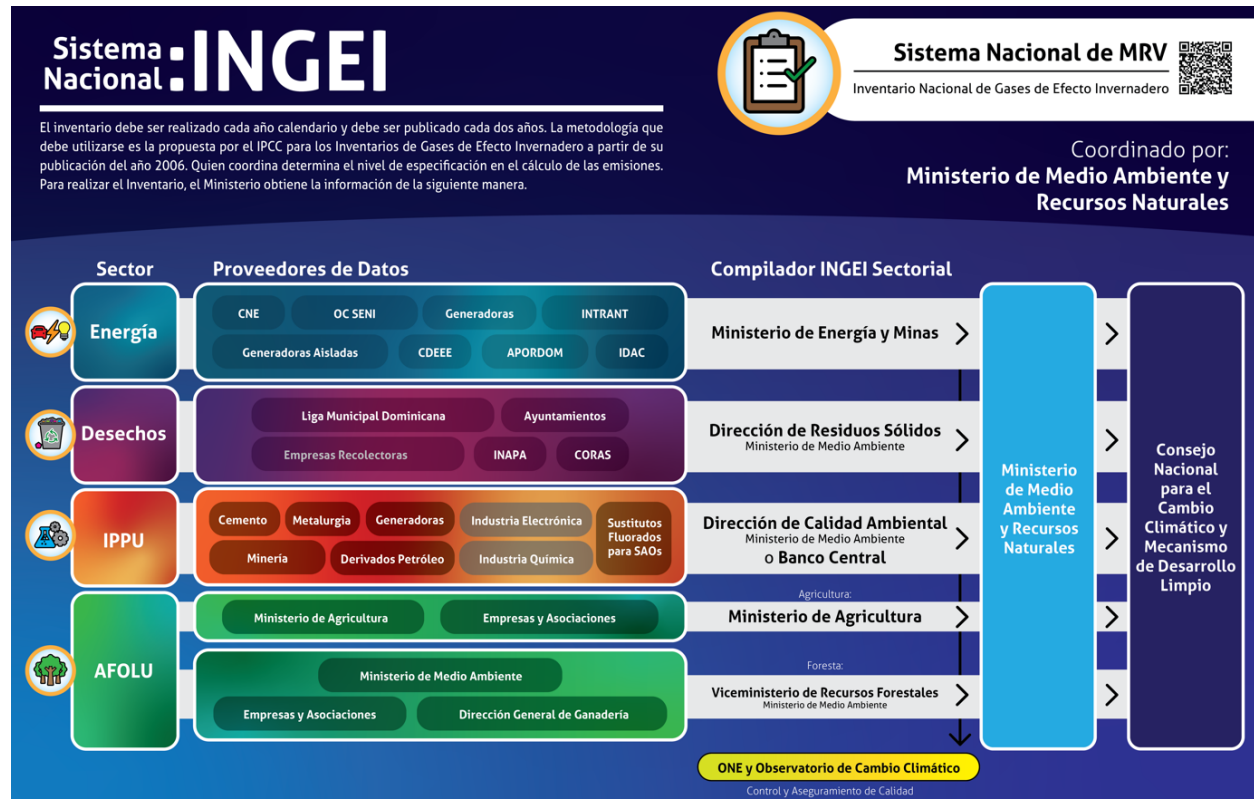 Sistema
Nacional
:INGEI
El inventario debe ser realizado cada año calendario y debe ser publicado cada dos años. La metodología que
debe utilizarse es la propuesta por el IPCC para los Inventarios de Gases de Efecto Invernadero a partir de su
publicación del año 2006. Quien coordina determina el nivel de especificación en el cálculo de las emisiones.
Para realizar el Inventario, el Ministerio obtiene la información de la siguiente manera.
Sistema Nacional de MRV
Inventario Nacional de Gases de Efecto Invernadero
Coordinado por:
Ministerio de Medio Ambiente y
Recursos Naturales
Sector
Proveedores de Datos
Compilador INGEI Sectorial
Energía
CNE
OC SENI
Generadoras
INTRANT
Generadoras Aisladas
CDEEE
APORDOM
IDAC
Ministerio de Energía y Minas
Desechos
Liga Municipal Dominicana
Ayuntamientos
Empresas Recolectoras
INAPA
CORAS
Dirección de Residuos Sólidos
Ministerio de Medio Ambiente
IPPU
Cemento
Metalurgia
Generadoras
Industria Electrónica
Sustitutos
Fluorados
para SAOs
Minería
Derivados Petróleo
Industria Química
Dirección de Calidad Ambiental
Ministerio de Medio Ambiente
o Banco Central
AFOLU
Ministerio de Agricultura
Empresas y Asociaciones
Agricultura:
Ministerio de Agricultura
Ministerio de Medio Ambiente
Empresas y Asociaciones
Dirección General de Ganadería
Foresta:
Viceministerio de Recursos Forestales
Ministerio de Medio Ambiente
Ministerio
de Medio
Ambiente
y Recursos
Naturales
Consejo
Nacional
para el
Cambio
Climático y
Mecanismo
de Desarrollo
Limpio
ONE y Observatorio de Cambio Climático
Control y Aseguramiento de Calidad